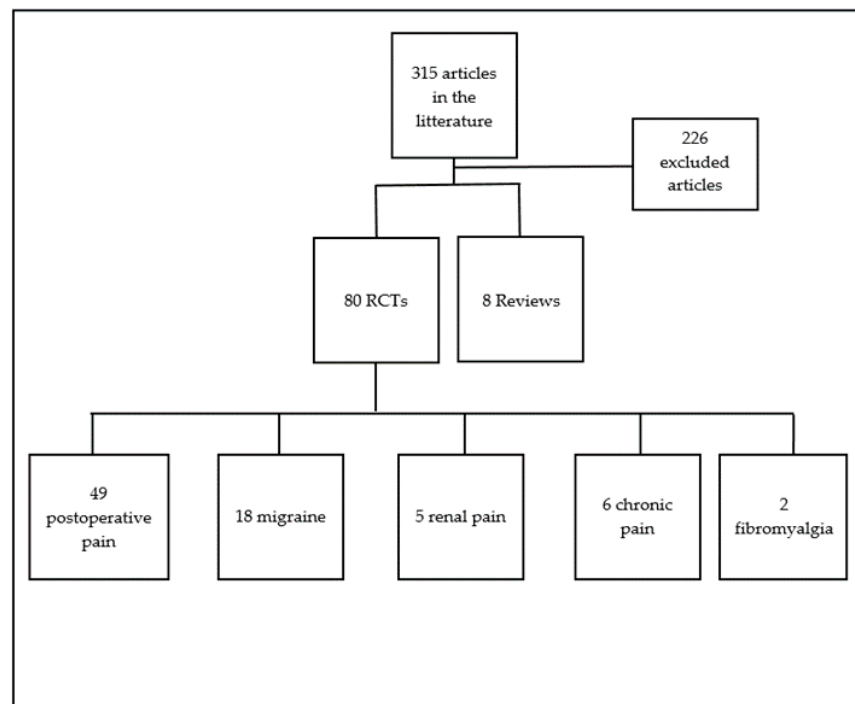 315 articles
in the
litterature
226
excluded
articles
80 RCTs
8 Reviews
49
postoperative
pain
18 migraine
5 renal pain
6 chronic
pain
2
fibromyalgia